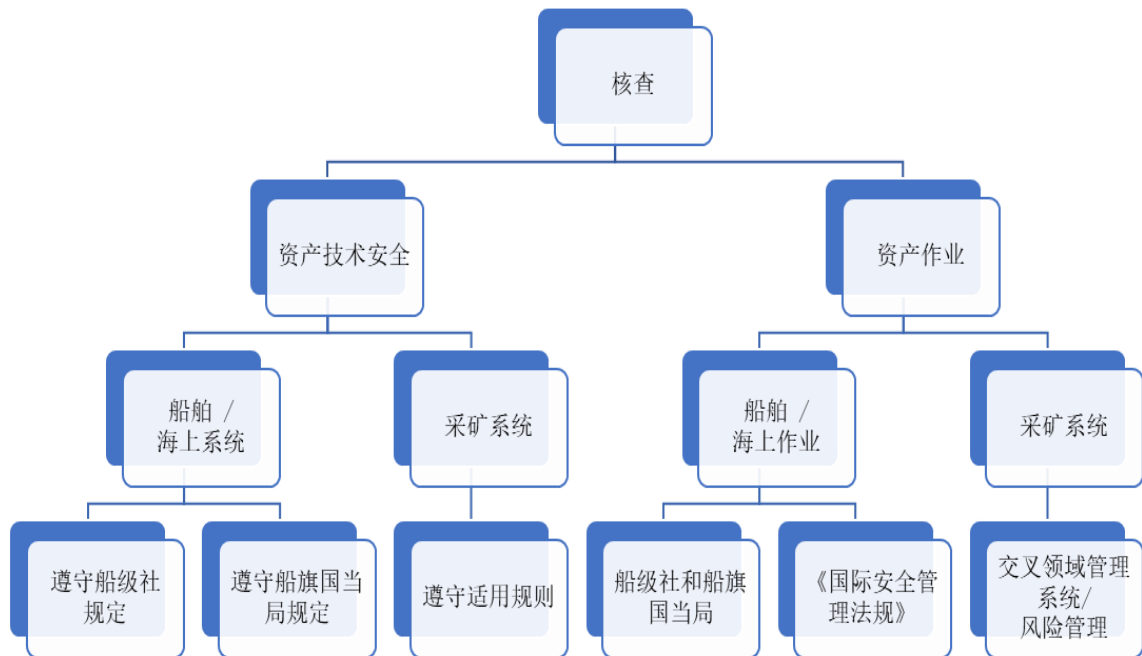 核查
资产技术安全
资产作业
船舶 /
海上系统
采矿系统
船舶 /
海上作业
采矿系统
遵守船级社
规定
遵守船旗国当
局规定
遵守适用规则
船级社和船旗
国当局
《国际安全管
理法规》
交叉领域管理
系统/
风险管理